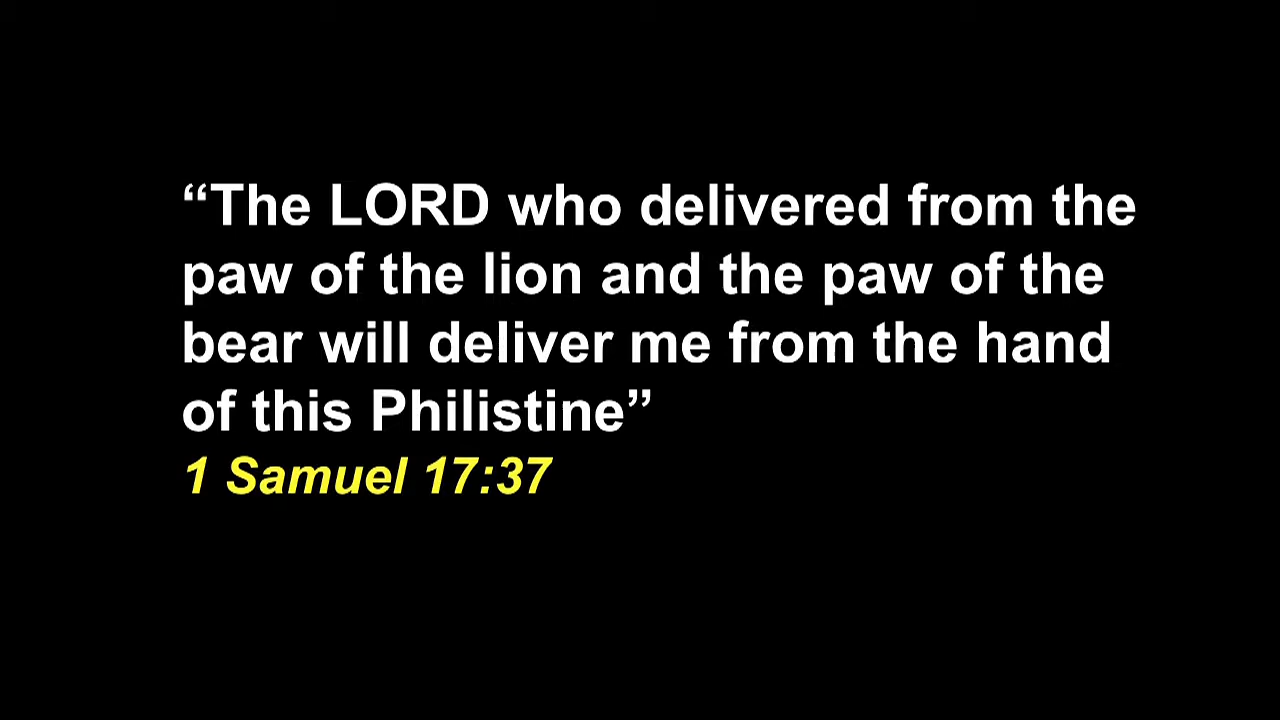 “The LORD who delivered from the
paw of the lion and the paw of the
bear will deliver me from the hand
of this Philistine”
1 Samuel 17:37